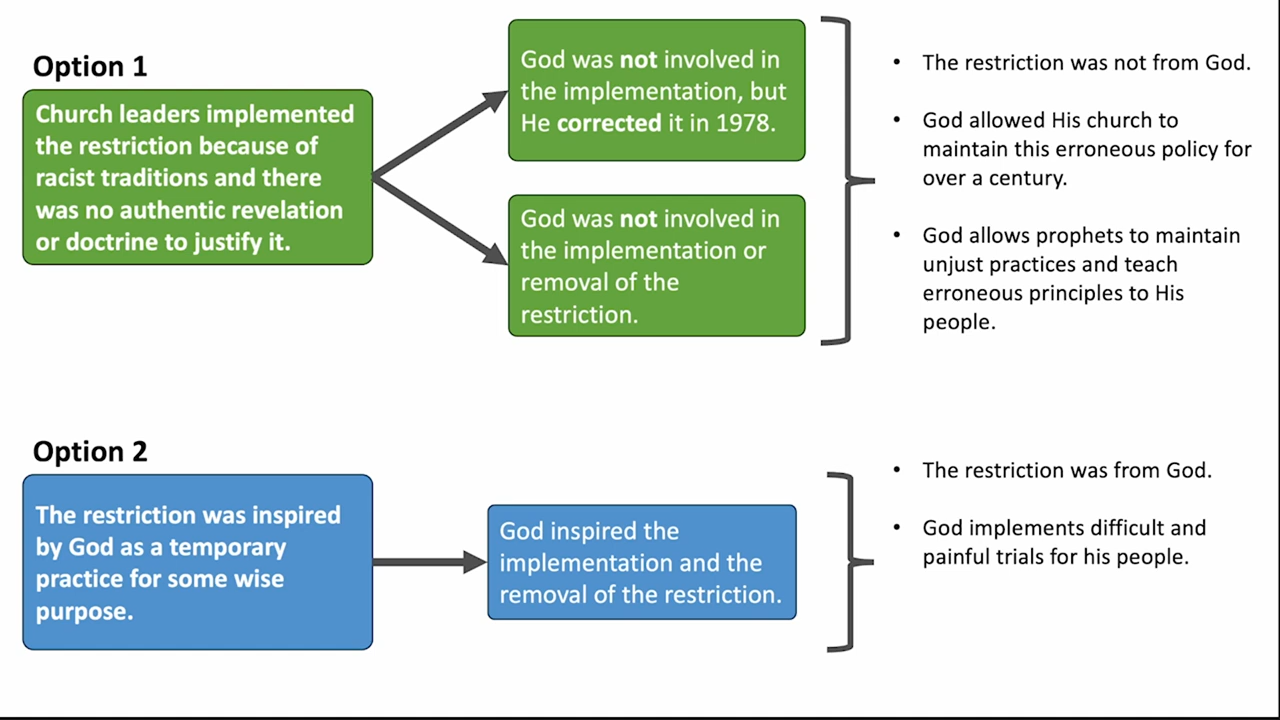 Option 1
Church leaders implemented
the restriction because of
racist traditions and there
was no authentic revelation
or doctrine to justify it.
God was not involved in
the implementation, but
He corrected it in 1978.
God was not involved in
the implementation or
removal of the
restriction.
• The restriction was not from God.
• God allowed His church to
maintain this erroneous policy for
over a century.
• God allows prophets to maintain
unjust practices and teach
erroneous principles to His
people.
Option 2
The restriction was inspired
by God as a temporary
practice for some wise
purpose.
God inspired the
implementation and the
removal of the restriction.
• The restriction was from God.
• God implements difficult and
painful trials for his people.